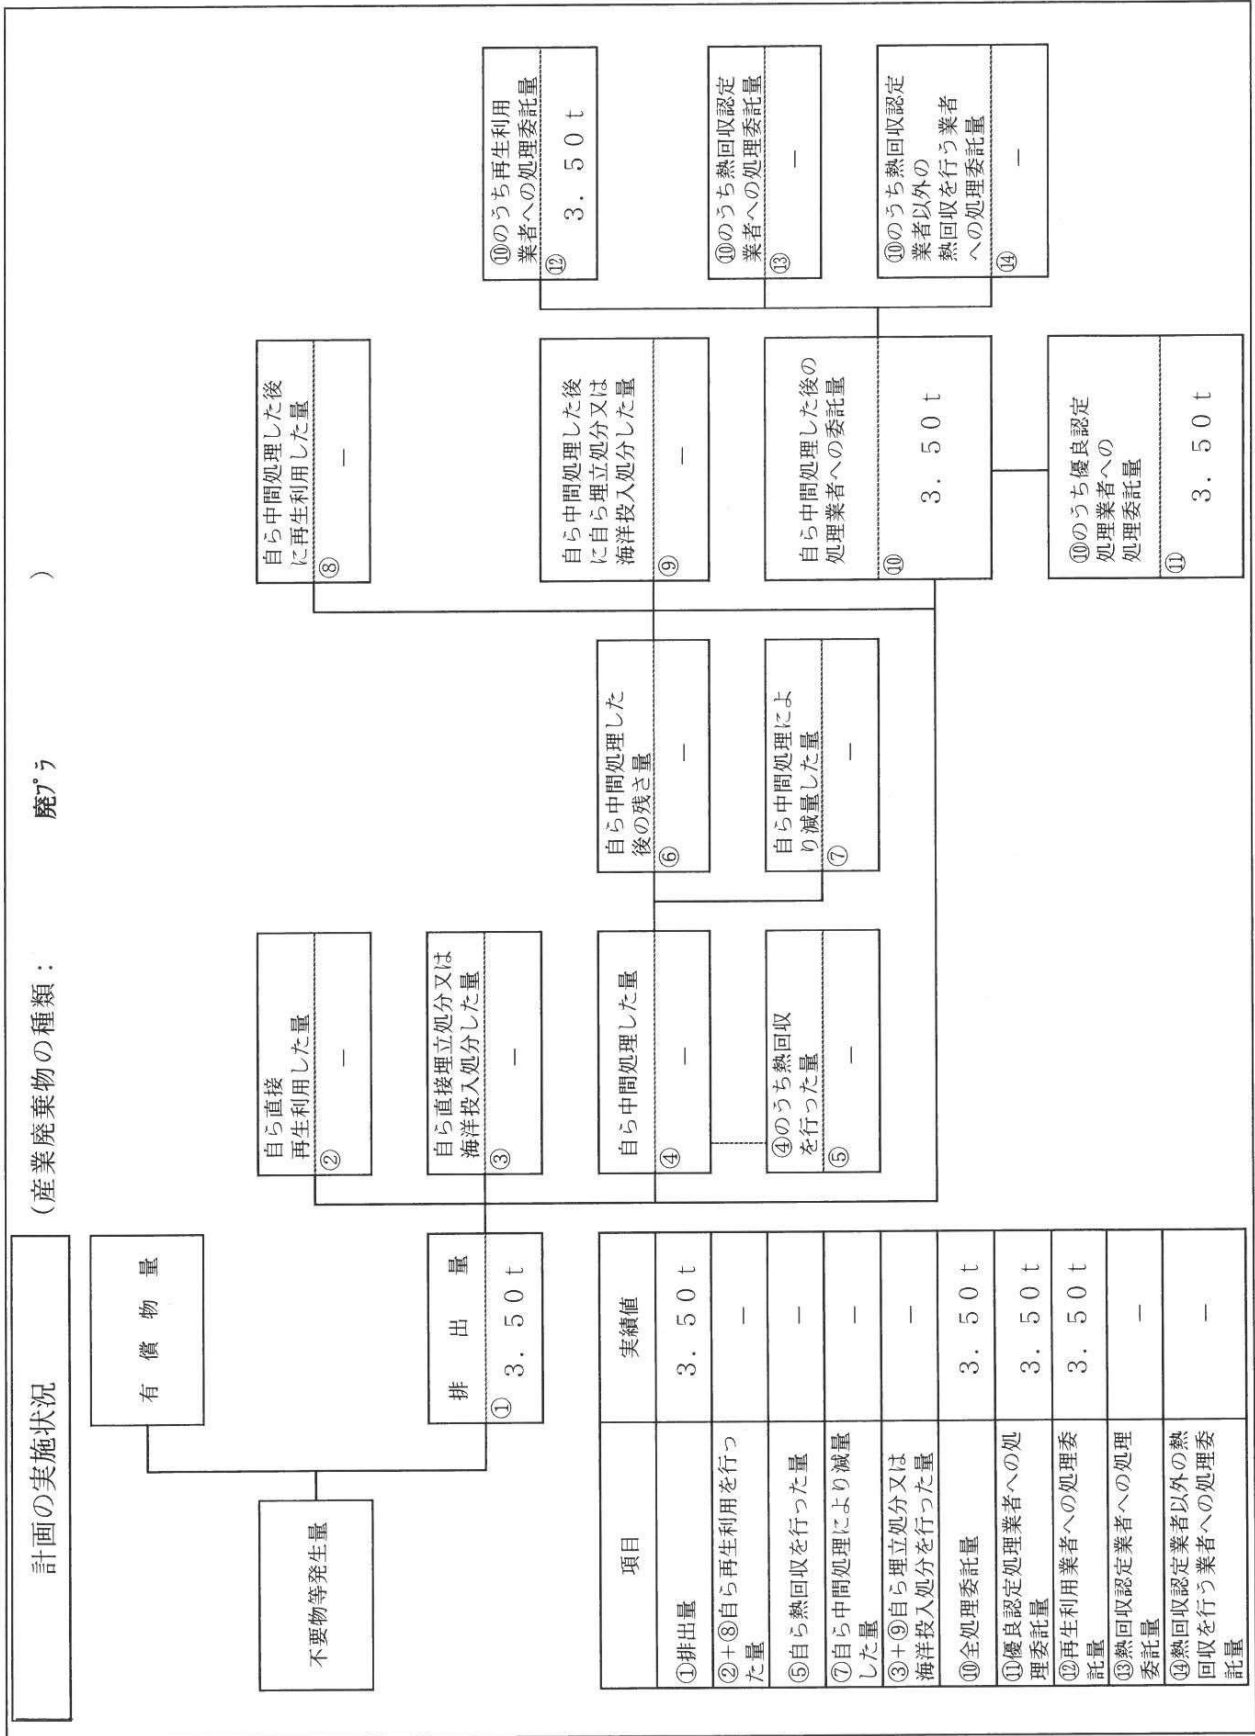 計画の実施状況
(産業廃棄物の種類： 廃プラ )
不要物等発生量
有 償 物 量
排 出 量
① 3. 50t
自ら直接
再生利用した量
② －
自ら直接埋立処分又は
海洋投入処分した量
③ －
自ら中間処理した量
④ －
④のうち熱回収
を行った量
⑤ －
自ら中間処理した
後の残さ量
⑥ －
自ら中間処理によ
り減量した量
⑦ －
自ら中間処理した後
に再生利用した量
⑧ －
自ら中間処理した後
に自ら埋立処分又は
海洋投入処分した量
⑨ －
自ら中間処理した後の
処理業者への委託量
⑩ 3. 50t
⑩のうち優良認定
処理業者への
処理委託量
⑪ 3. 50t
⑩のうち再生利用
業者への処理委託量
⑫ 3. 50t
⑩のうち熱回収認定
業者への処理委託量
⑬ －
⑩のうち熱回収認定
業者以外の
熱回収を行う業者
への処理委託量
⑭ －
項目 実績値
①排出量 3. 50t
②+⑧自ら再生利用を行っ
た量 －
⑤自ら熱回収を行った量 －
⑦自ら中間処理により減量
した量 －
③+⑨自ら埋立処分又は
海洋投入処分を行った量 －
⑩全処理委託量 3. 50t
⑪優良認定処理業者への処
理委託量 3. 50t
⑫再生利用業者への処理委
託量 3. 50t
⑬熱回収認定業者への処理
委託量 －
⑭熱回収認定業者以外の熱
回収を行う業者への処理委
託量 －